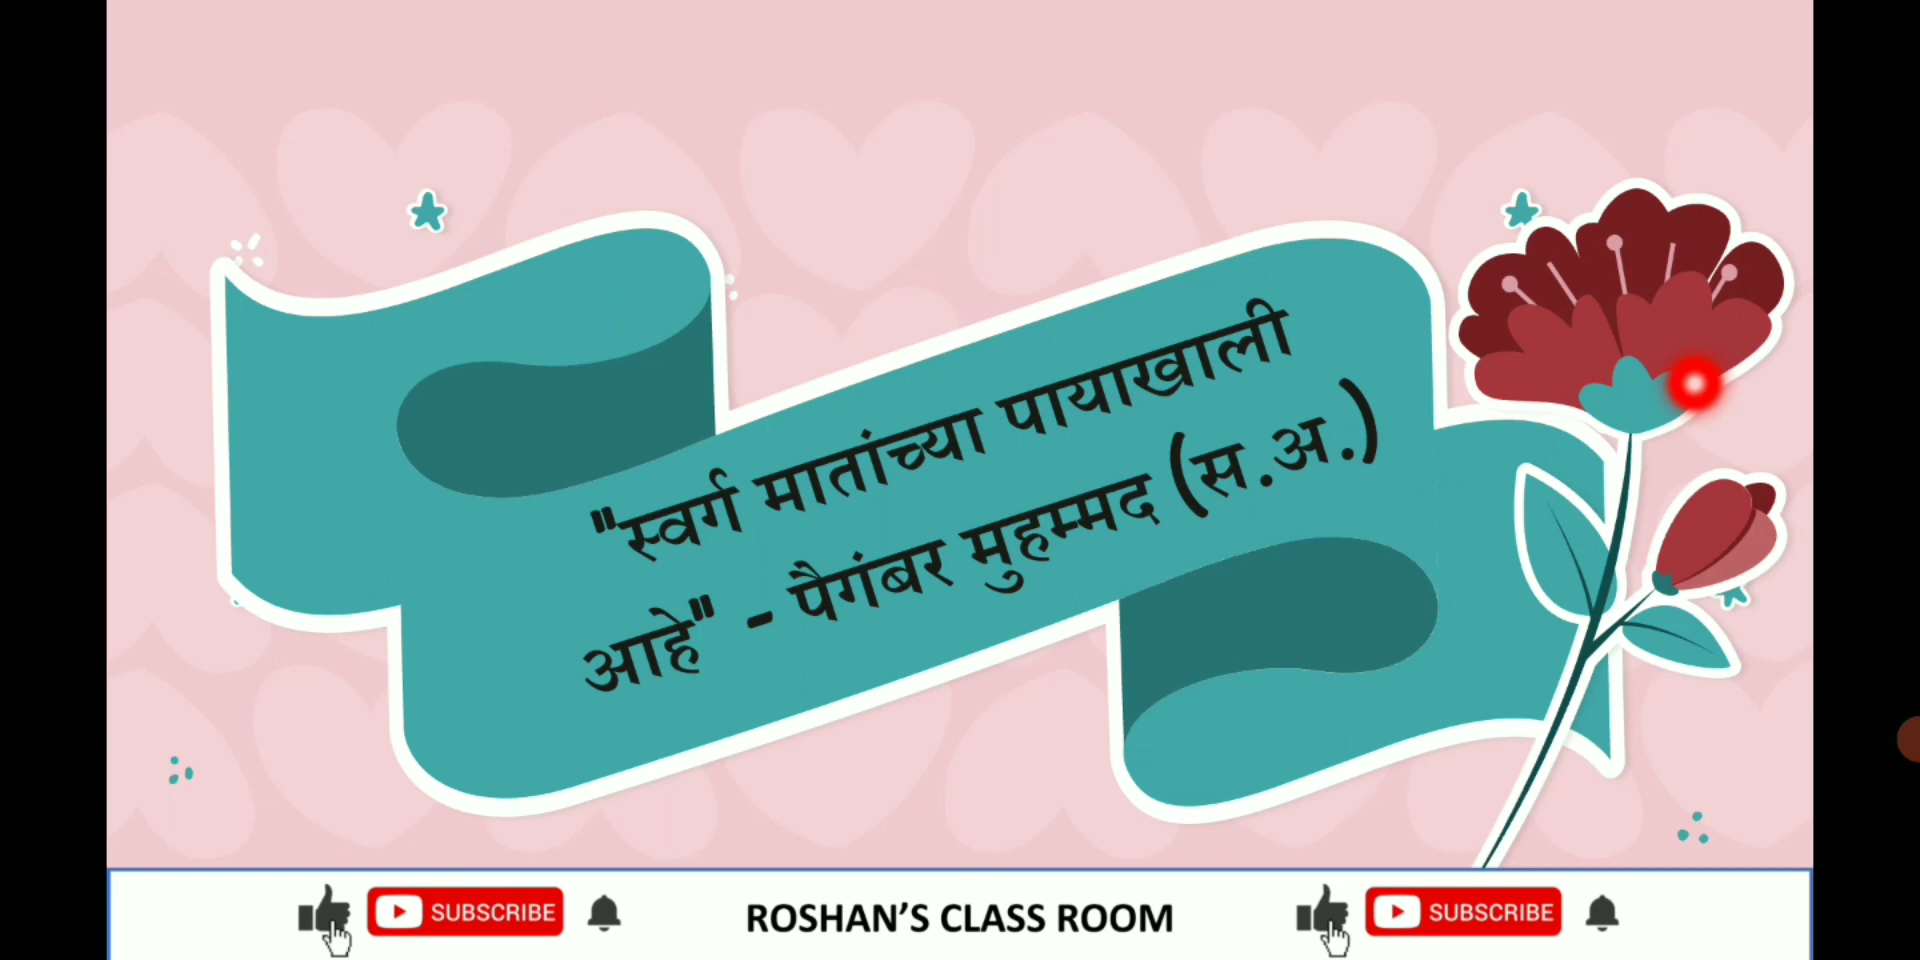 "स्वर्ग मातांच्या पायाखाली
आहे" - पैगंबर मुहम्मद (स.अ.)
SUBSCRIBE ROSHAN'S CLASS ROOM SUBSCRIBE